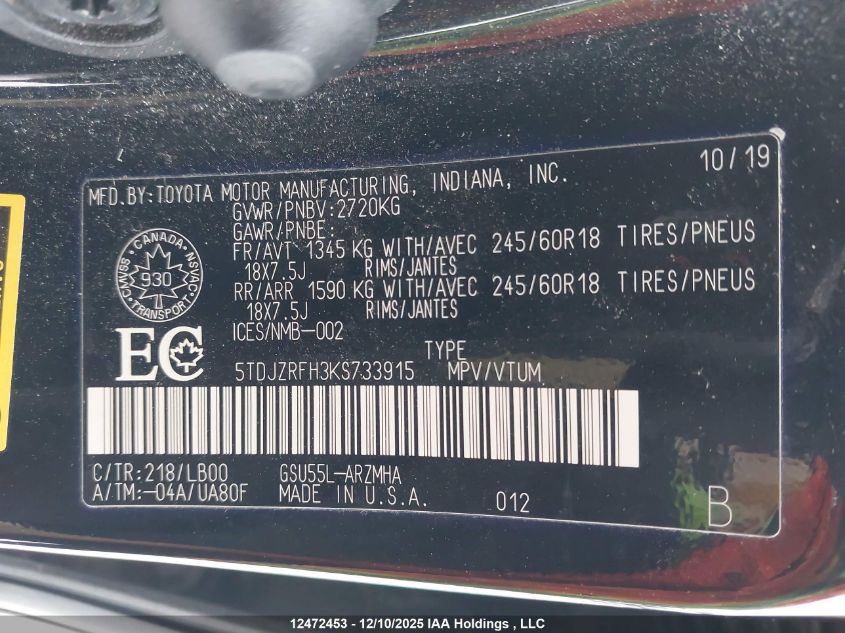 10/19
MFD.BY:TOYOTA MOTOR MANUFACTURING, INDIANA, INC.
GVWR/PNBV:2720KG
GAWR/PNBE:
FR/AVT 1345 KG WITH/AVEC 245/60R18 TIRES/PNEUS
18X7.5J RIMS/JANTES
RR/ARR 1590 KG WITH/AVEC 245/60R18 TIRES/PNEUS
18X7.5J RIMS/JANTES
ICES/NMB-002
CANADA
CMVSS NSVAC
930
TRANSPORT
EC
TYPE
5TDJZRFH3KS733915 MPV/VTUM
C/TR:218/LB00 GSU55L-ARZMHA
A/TM:-04A/UA80F MADE IN U.S.A. 012 B
12472453 - 12/10/2025 IAA Holdings , LLC